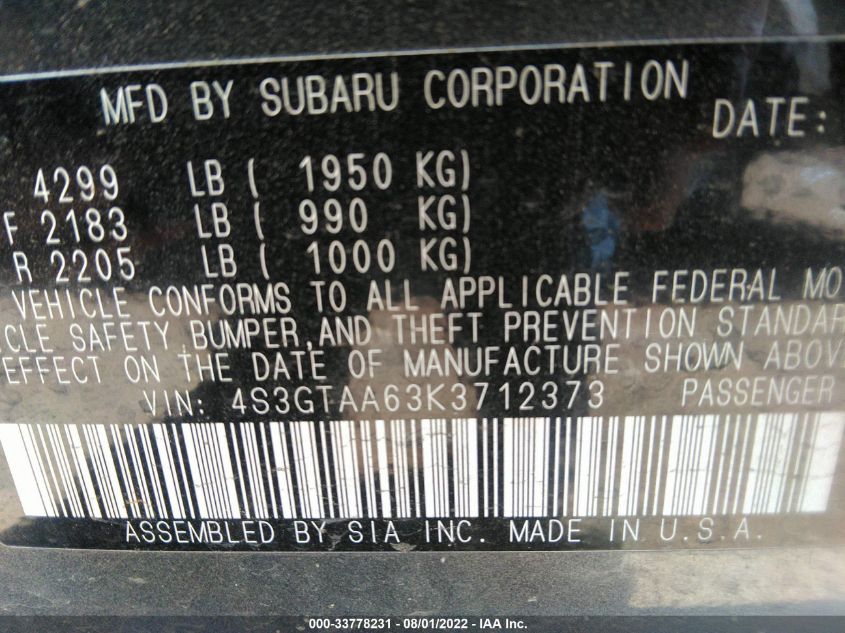 MFD BY SUBARU CORPORATION
DATE:
4299 LB ( 1950 KG)
F 2183 LB ( 990 KG)
R 2205 LB ( 1000 KG)
VEHICLE CONFORMS TO ALL APPLICABLE FEDERAL MO
CLE SAFETY, BUMPER, AND THEFT PREVENTION STANDAR
EFFECT ON THE DATE OF MANUFACTURE SHOWN ABOV
VIN: 4S3GTAA63K3712373 PASSENGER
ASSEMBLED BY SIA INC. MADE IN U.S.A.
000-33778231 - 08/01/2022 - IAA Inc.